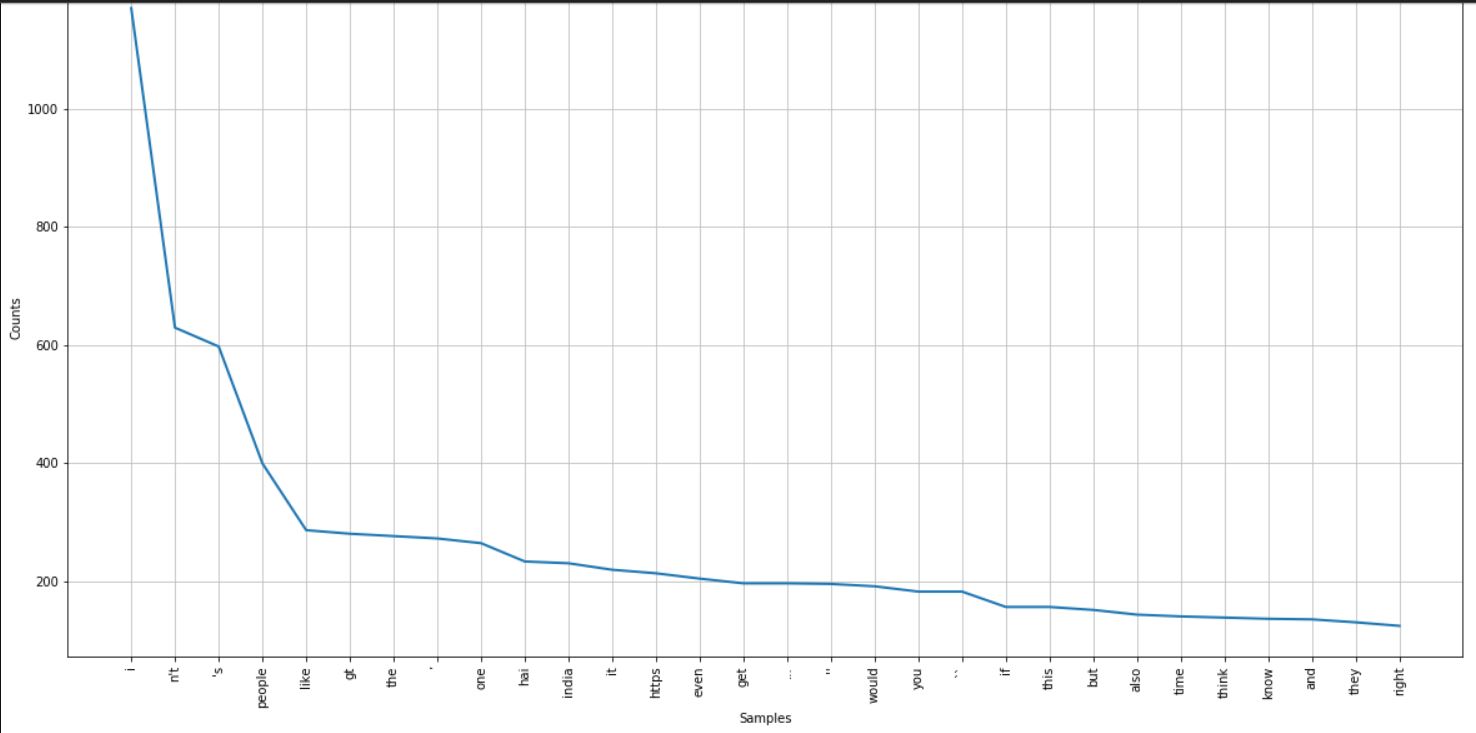 1000
800
600
400
200
Counts
i
n't
's
people
like
gt
the
'
one
hai
india
it
https
even
get
...
''
would
you
``
if
this
but
also
time
think
know
and
they
right
Samples